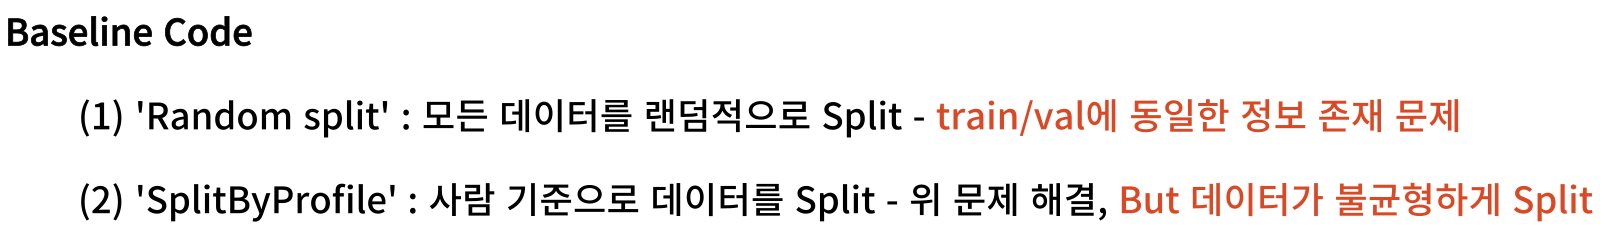 Baseline Code
(1) 'Random split' : 모든 데이터를 랜덤적으로 Split - train/val에 동일한 정보 존재 문제
(2) 'SplitByProfile' : 사람 기준으로 데이터를 Split - 위 문제 해결, But 데이터가 불균형하게 Split